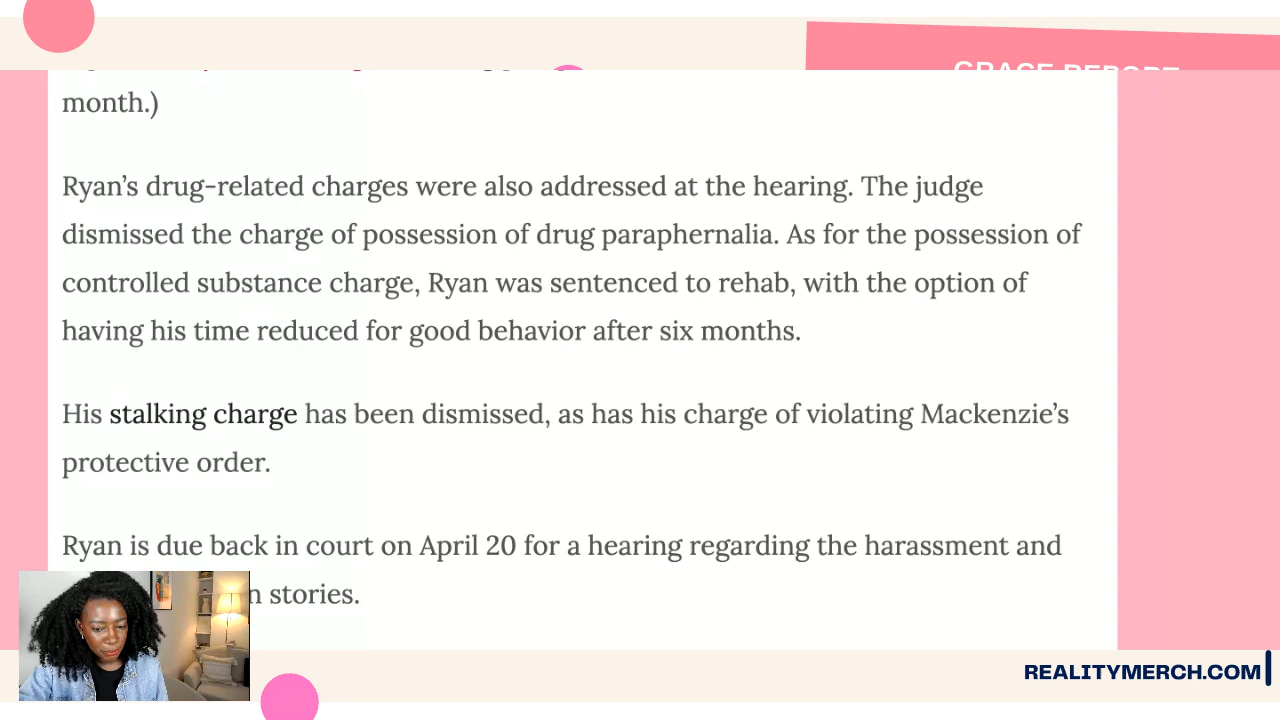 GRACE REPORT
month.)
Ryan’s drug-related charges were also addressed at the hearing. The judge
dismissed the charge of possession of drug paraphernalia. As for the possession of
controlled substance charge, Ryan was sentenced to rehab, with the option of
having his time reduced for good behavior after six months.
His stalking charge has been dismissed, as has his charge of violating Mackenzie’s
protective order.
Ryan is due back in court on April 20 for a hearing regarding the harassment and
stories.
REALITYMERCH.COM